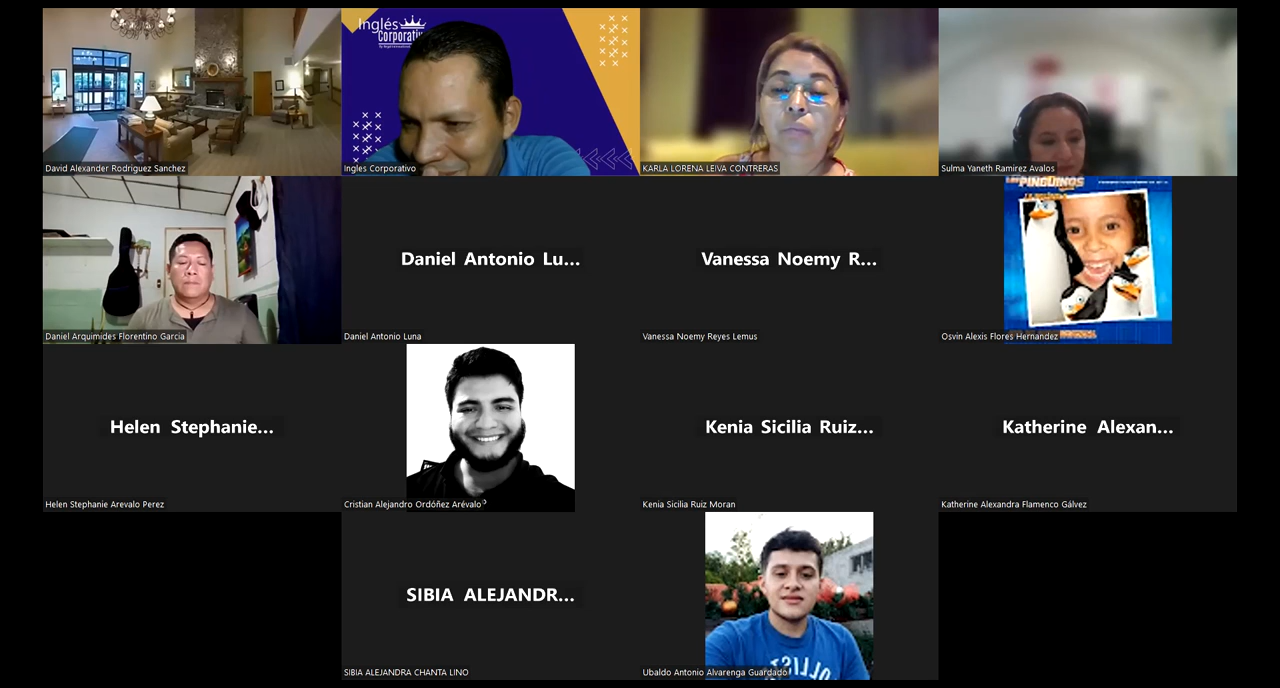 Inglés
Corporativo
David Alexander Rodriguez Sanchez
Ingles Corporativo
KARLA LORENA LEIVA CONTRERAS
Sulma Yaneth Ramirez Avalos
PINGUINOS
Daniel Antonio Lu...
Vanessa Noemy R...
Daniel Arquimides Florentino Garcia
Daniel Antonio Luna
Vanessa Noemy Reyes Lemus
Osvin Alexis Flores Hernandez
Helen Stephanie...
Kenia Sicilia Ruiz...
Katherine Alexan...
Helen Stephanie Arevalo Perez
Cristian Alejandro Ordóñez Arévalo
Kenia Sicilia Ruiz Moran
Katherine Alexandra Flamenco Gálvez
SIBIA ALEJANDR...
SIBIA ALEJANDRA CHANTA LINO
Ubaldo Antonio Alvarenga Guardado